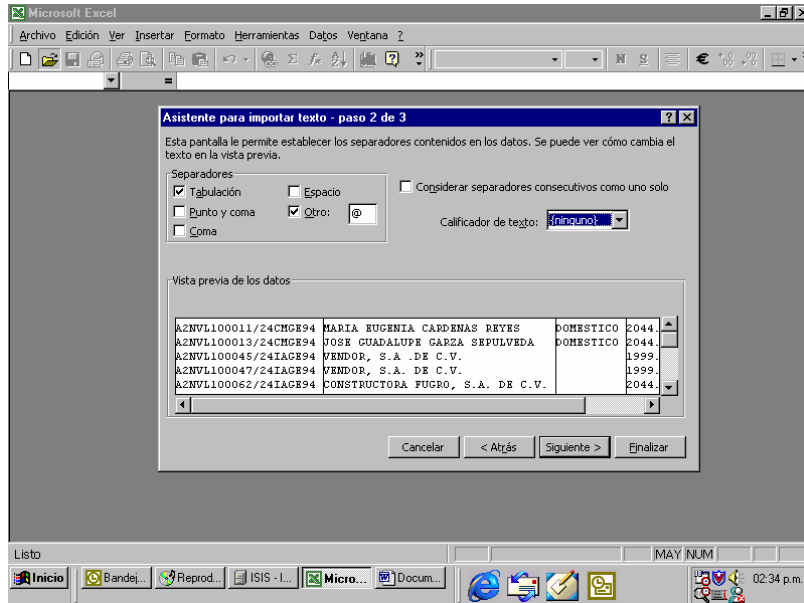 Microsoft Excel
Archivo Edición Ver Insertar Formato Herramientas Datos Ventana ?
N S €
=
Asistente para importar texto - paso 2 de 3
Esta pantalla le permite establecer los separadores contenidos en los datos. Se puede ver cómo cambia el
texto en la vista previa.
Separadores
Tabulación Espacio
Punto y coma Otro: @
Coma
Considerar separadores consecutivos como uno solo
Calificador de texto: {ninguno}
Vista previa de los datos
A2NVL100011/24CMGE94 MARIA EUGENIA CARDENAS REYES DOMESTICO 2044.
A2NVL100013/24CMGE94 JOSE GUADALUPE GARZA SEPULVEDA DOMESTICO 2044.
A2NVL100045/24IAGE94 VENDOR, S.A .DE C.V. 1999.
A2NVL100047/24IAGE94 VENDOR, S.A. DE C.V. 1999.
A2NVL100062/24IAGE94 CONSTRUCTORA FUGRO, S.A. DE C.V. 2044.
Cancelar < Atrás Siguiente > Finalizar
Listo MAY NUM
Inicio Bandej... Reprod... ISIS - I... Micro... Docum... 02:34 p.m.